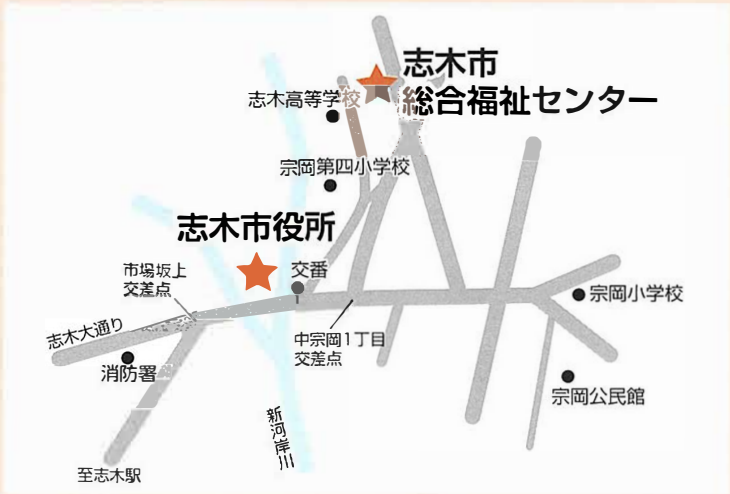 志木市
総合福祉センター
志木高等学校
宗岡第四小学校
志木市役所
市場坂上
交差点
交番
宗岡小学校
志木大通り
中宗岡1丁目
交差点
消防署
宗岡公民館
新河岸川
至志木駅